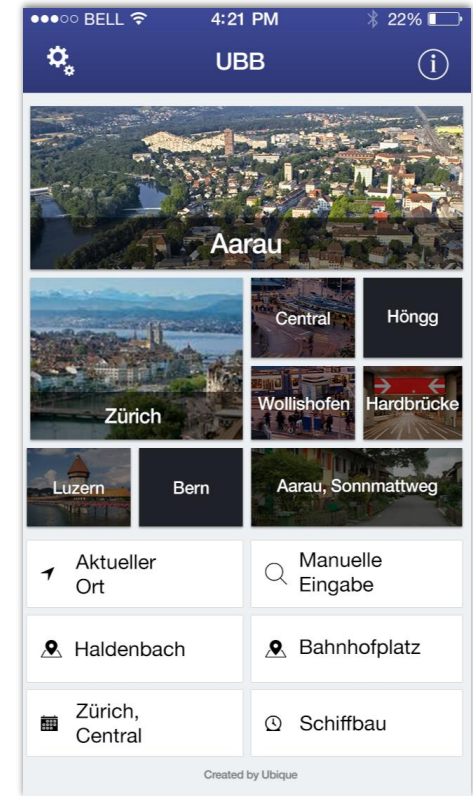 BELL 4:21 PM 22%
UBB
Aarau
Zürich
Central
Höngg
Wollishofen
Hardbrücke
Luzern
Bern
Aarau, Sonnmattweg
Aktueller
Ort
Manuelle
Eingabe
Haldenbach
Bahnhofplatz
Zürich,
Central
Schiffbau
Created by Ubique